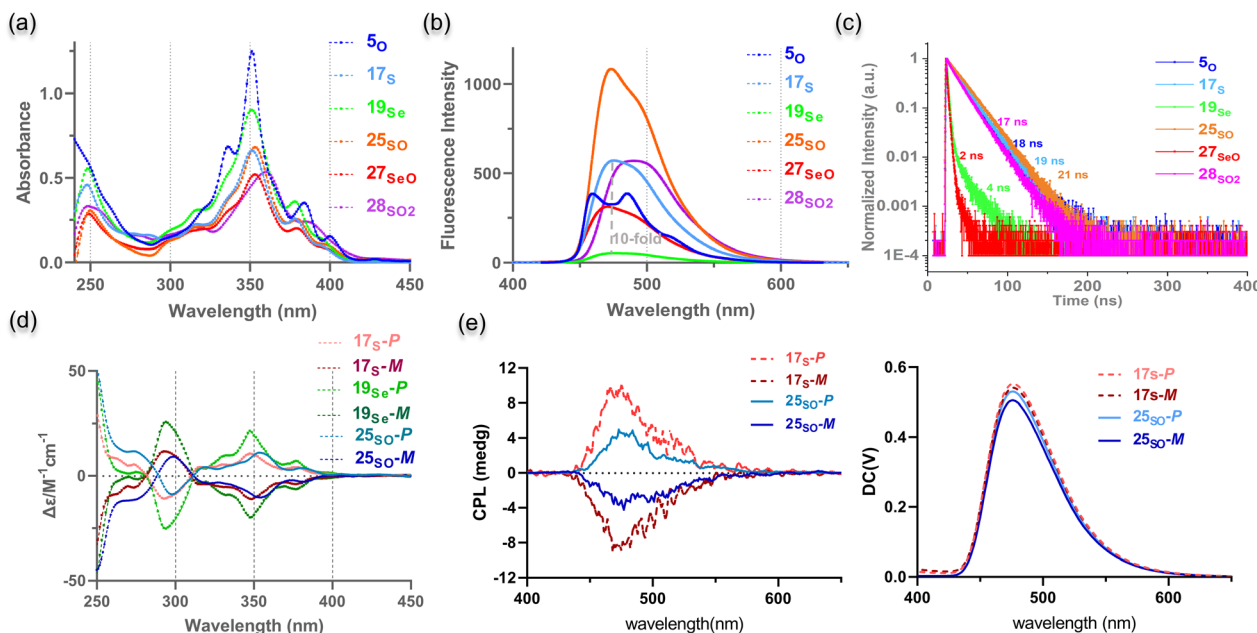 (a)
Absorbance
1.5
1.0
0.5
0.0
250
300
350
400
450
Wavelength (nm)
5O
17S
19Se
25SO
27SeO
28SO2
(b)
Fluorescence Intensity
1000
500
0
400
500
600
Wavelength (nm)
10-fold
5O
17S
19Se
25SO
27SeO
28SO2
(c)
Normalized Intensity (a.u.)
1
0.1
0.01
0.001
1E-4
0
100
200
300
400
Time (ns)
17 ns
18 ns
19 ns
21 ns
2 ns
4 ns
5O
17S
19Se
25SO
27SeO
28SO2
(d)
Δε/M⁻¹cm⁻¹
50
0
-50
250
300
350
400
450
Wavelength (nm)
17S-P
17S-M
19Se-P
19Se-M
25SO-P
25SO-M
(e)
CPL (medg)
12
8
4
0
-4
-8
-12
400
500
600
wavelength(nm)
17S-P
17S-M
25SO-P
25SO-M
DC(V)
0.6
0.4
0.2
0.0
400
500
600
wavelength(nm)
17s-P
17s-M
25SO-P
25SO-M